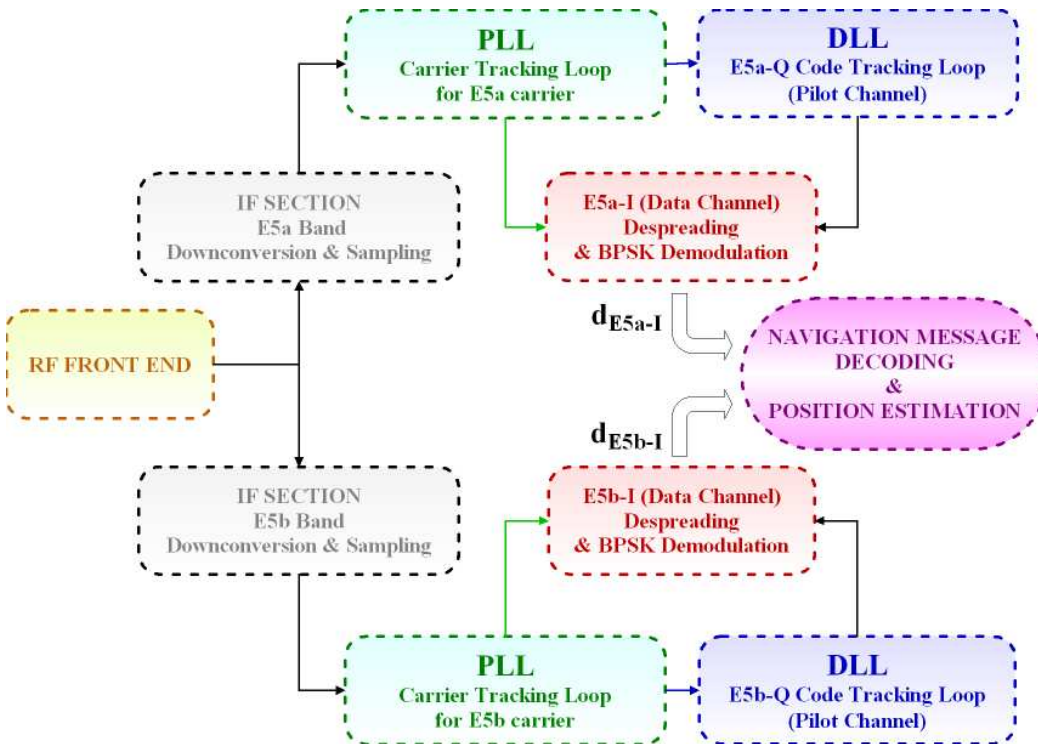 PLL
Carrier Tracking Loop
for E5a carrier
DLL
E5a-Q Code Tracking Loop
(Pilot Channel)
IF SECTION
E5a Band
Downconversion & Sampling
E5a-I (Data Channel)
Despreading
& BPSK Demodulation
dE5a-I
RF FRONT END
NAVIGATION MESSAGE
DECODING
&
POSITION ESTIMATION
dE5b-I
IF SECTION
E5b Band
Downconversion & Sampling
E5b-I (Data Channel)
Despreading
& BPSK Demodulation
PLL
Carrier Tracking Loop
for E5b carrier
DLL
E5b-Q Code Tracking Loop
(Pilot Channel)